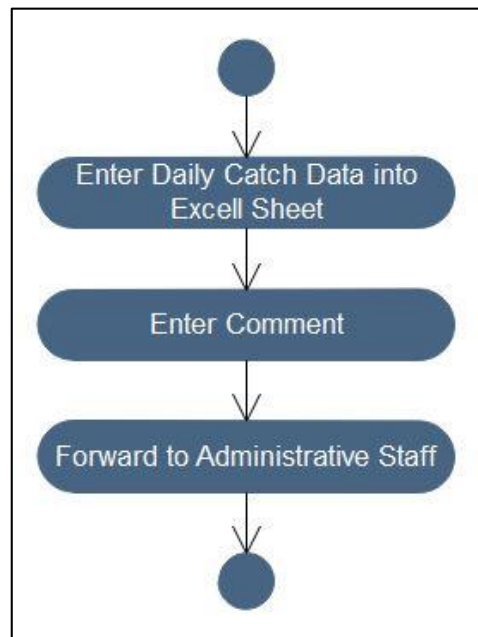 Enter Daily Catch Data into
Excell Sheet
Enter Comment
Forward to Administrative Staff